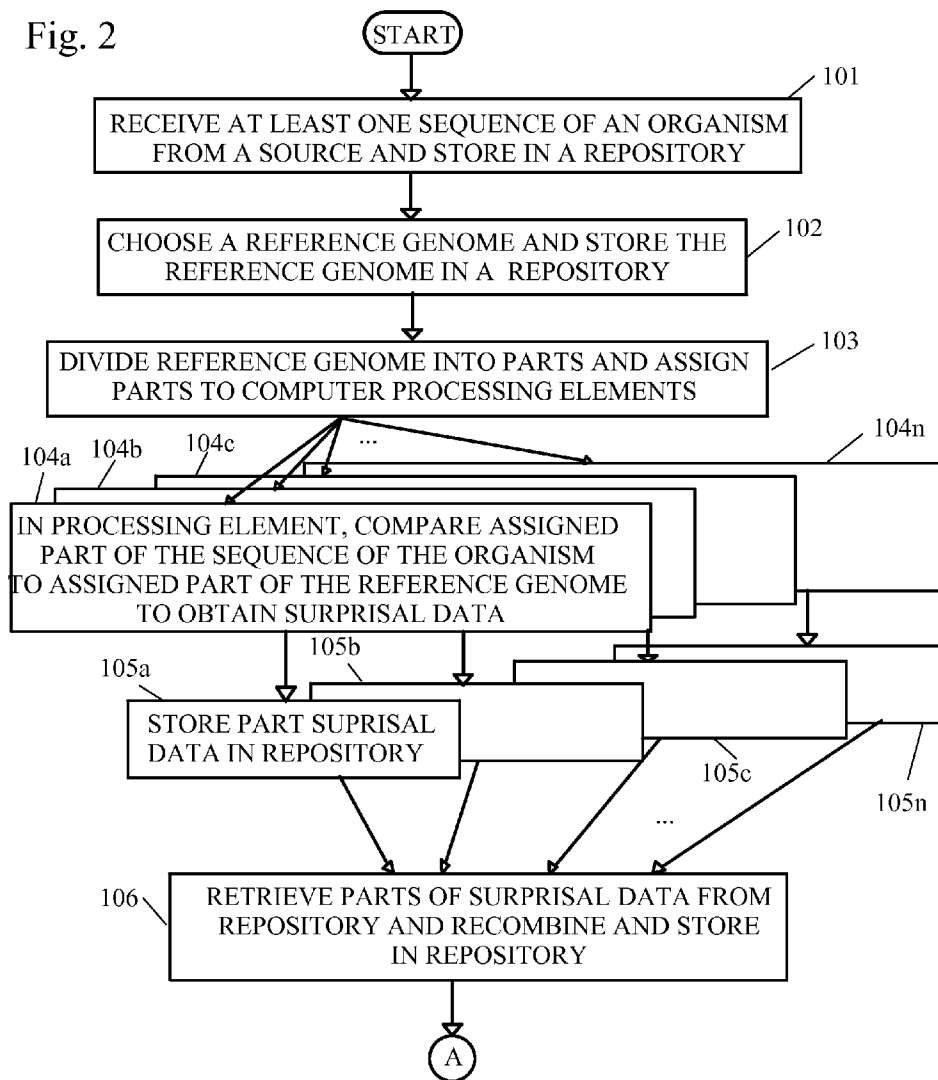 Fig. 2
START
101
RECEIVE AT LEAST ONE SEQUENCE OF AN ORGANISM
FROM A SOURCE AND STORE IN A REPOSITORY
102
CHOOSE A REFERENCE GENOME AND STORE THE
REFERENCE GENOME IN A REPOSITORY
103
DIVIDE REFERENCE GENOME INTO PARTS AND ASSIGN
PARTS TO COMPUTER PROCESSING ELEMENTS
...
104a
104b
104c
104n
IN PROCESSING ELEMENT, COMPARE ASSIGNED
PART OF THE SEQUENCE OF THE ORGANISM
TO ASSIGNED PART OF THE REFERENCE GENOME
TO OBTAIN SURPRISAL DATA
105a
105b
STORE PART SUPRISAL
DATA IN REPOSITORY
105c
105n
...
106
RETRIEVE PARTS OF SURPRISAL DATA FROM
REPOSITORY AND RECOMBINE AND STORE
IN REPOSITORY
A